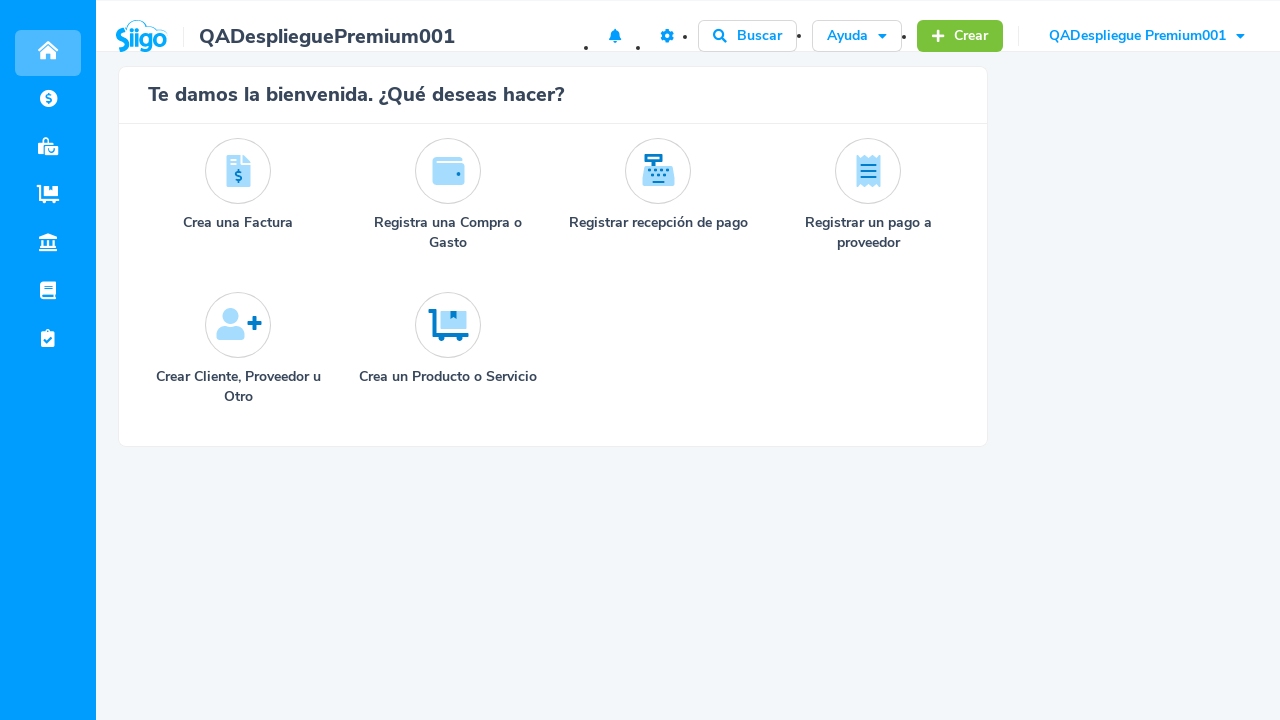 Siigo
QADesplieguePremium001
Buscar
Ayuda
Crear
QADespliegue Premium001
Te damos la bienvenida. ¿Qué deseas hacer?
Crea una Factura
Registra una Compra o
Gasto
Registrar recepción de pago
Registrar un pago a
proveedor
Crear Cliente, Proveedor u
Otro
Crea un Producto o Servicio